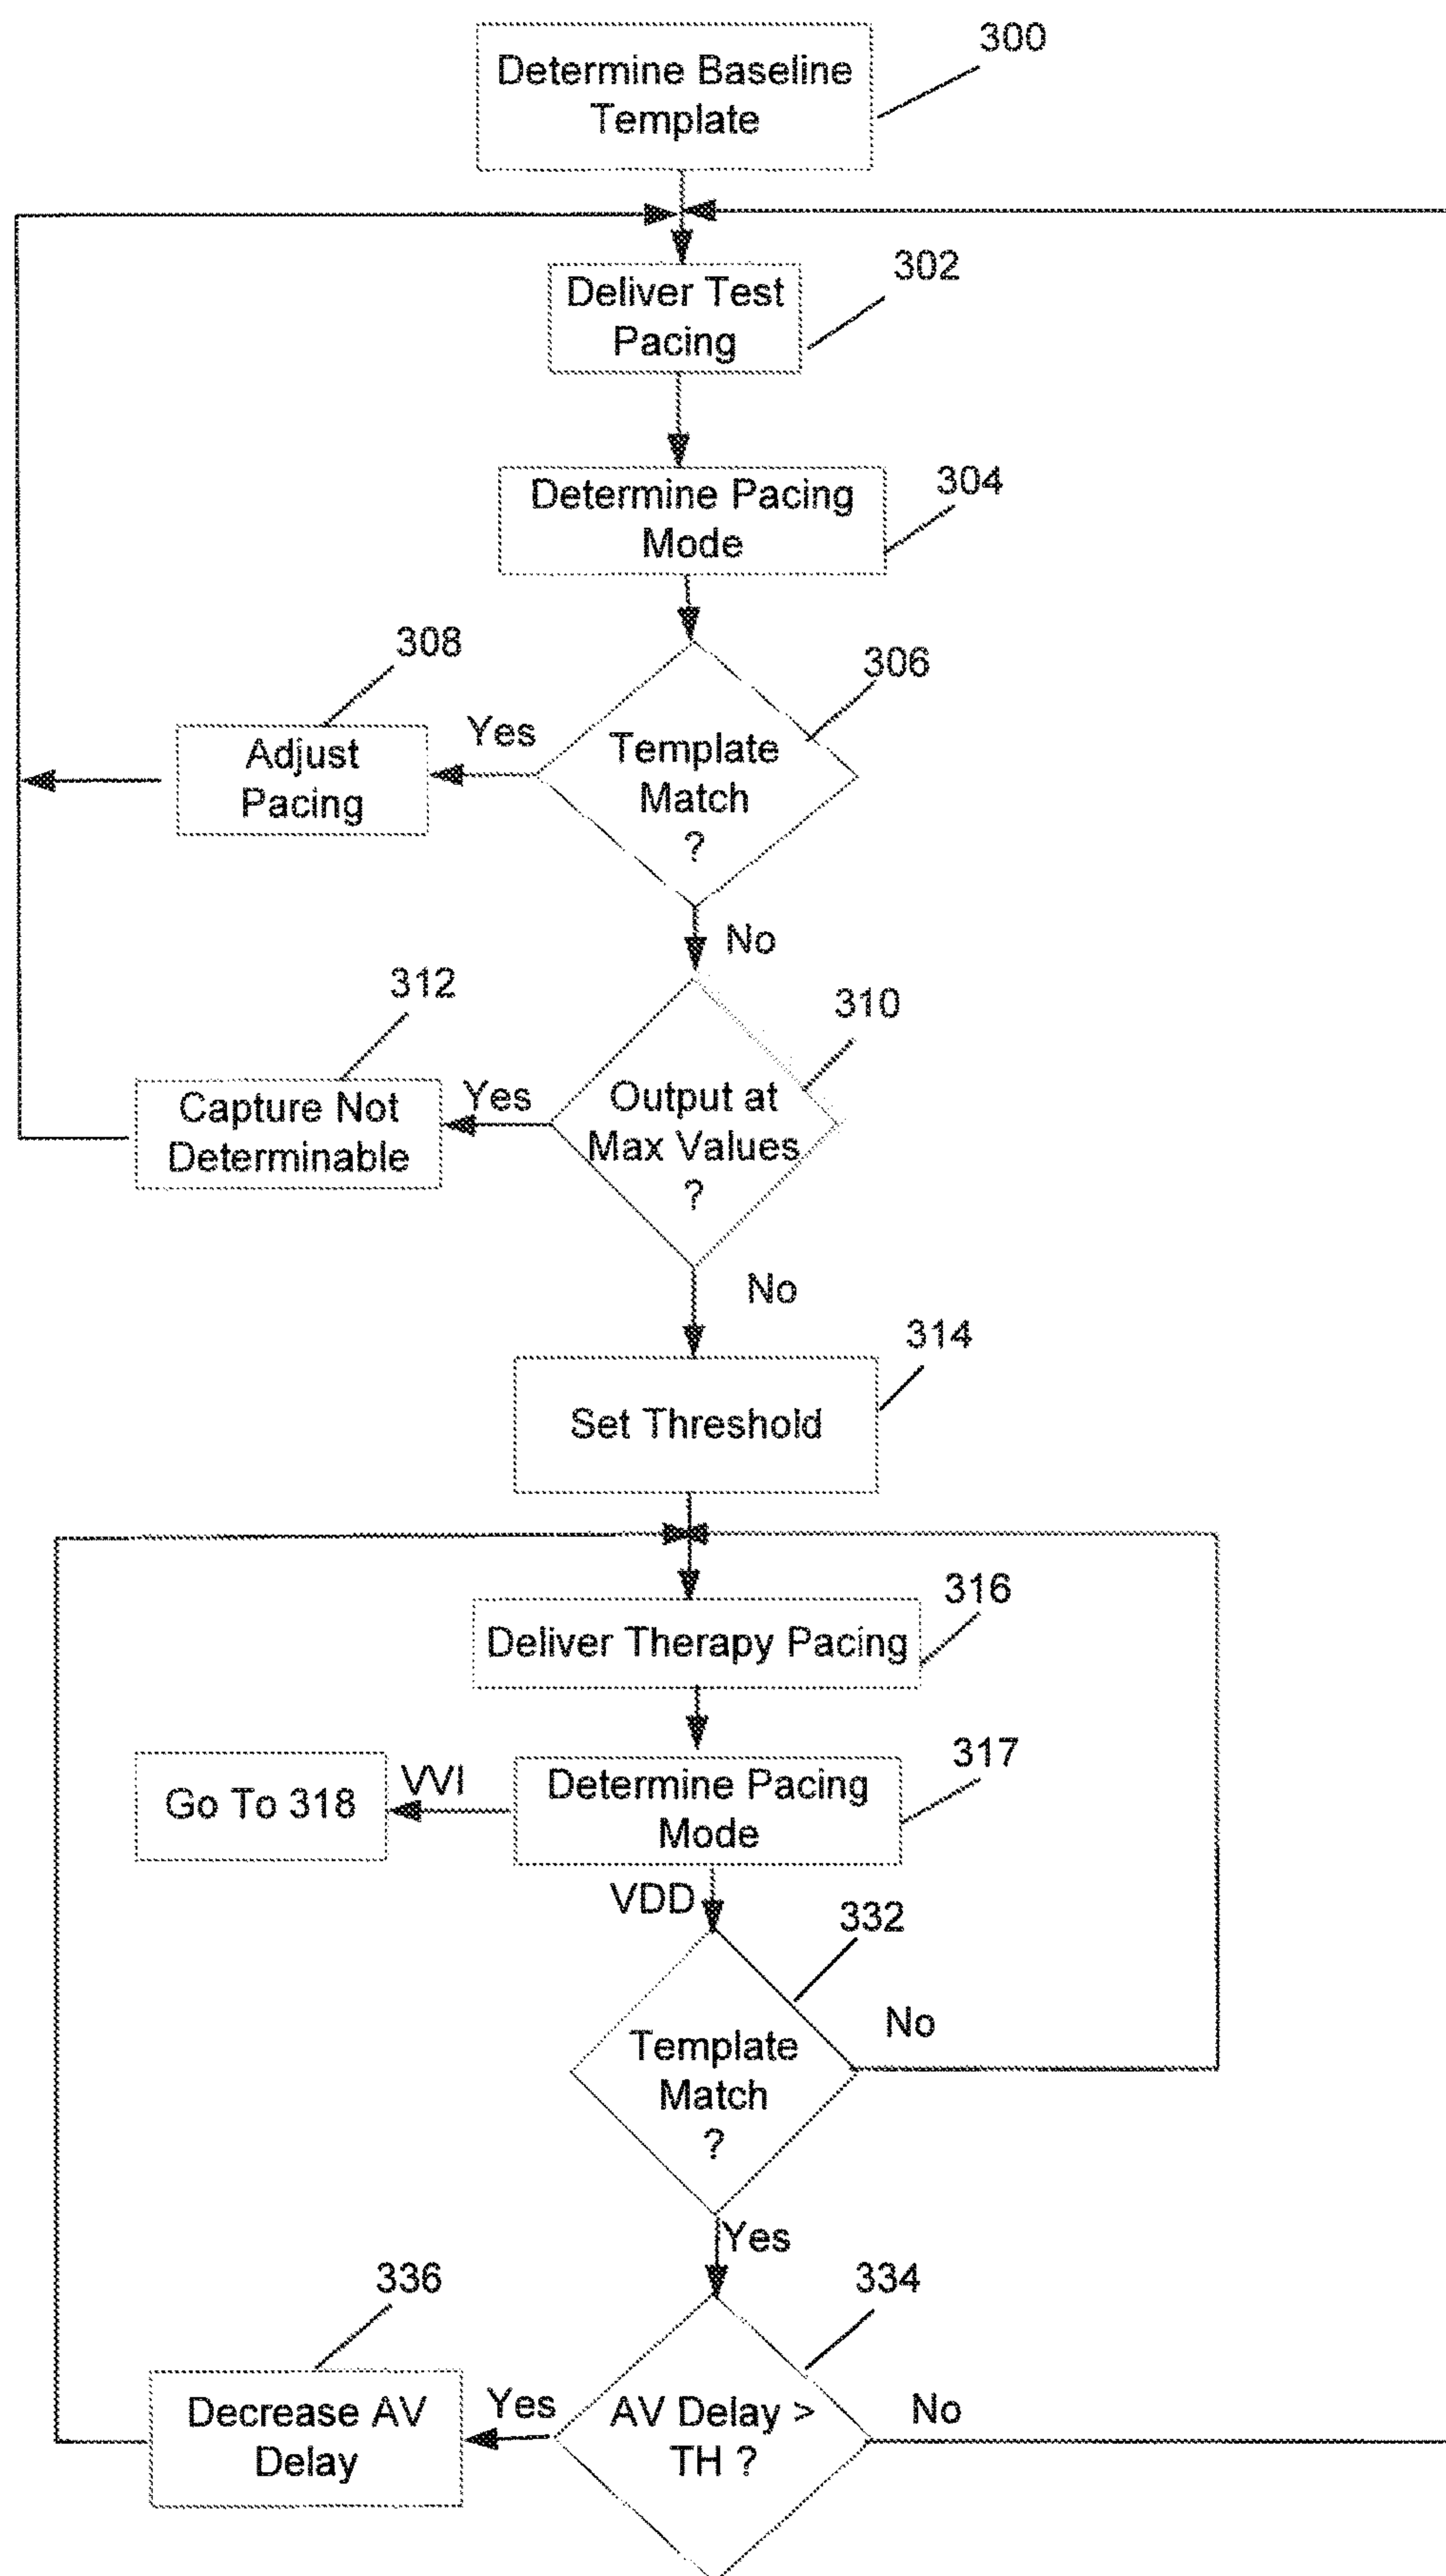 300
Determine Baseline
Template
302
Deliver Test
Pacing
304
Determine Pacing
Mode
308
306
Yes
Adjust
Pacing
Template
Match
?
No
312
310
Yes
Capture Not
Determinable
Output at
Max Values
?
No
314
Set Threshold
316
Deliver Therapy Pacing
317
VVI
Go To 318
Determine Pacing
Mode
VDD
332
No
Template
Match
?
Yes
336
334
Decrease AV
Delay
Yes
AV Delay >
TH ?
No